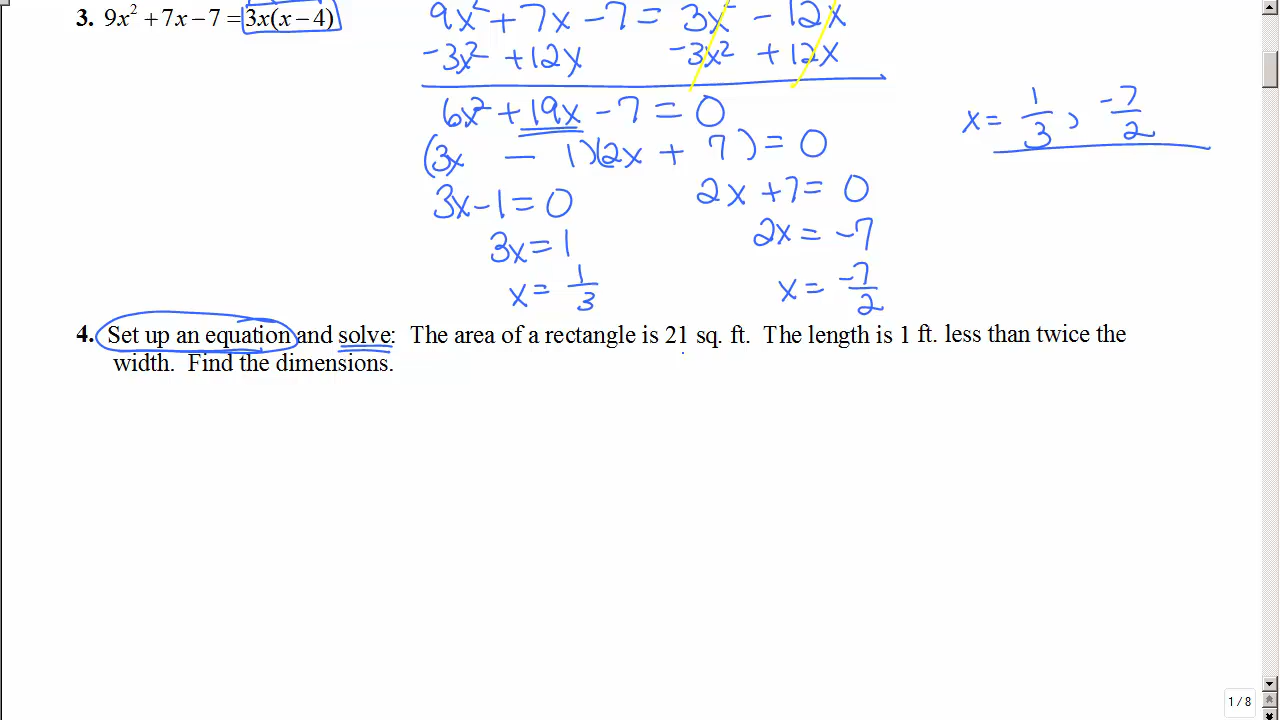 3. 9x² + 7x − 7 = 3x(x − 4)
9x² + 7x − 7 = 3x² − 12x
−3x² + 12x −3x² + 12x
6x² + 19x − 7 = 0
x = 1/3, −7/2
(3x − 1)(2x + 7) = 0
3x − 1 = 0 2x + 7 = 0
3x = 1 2x = −7
x = 1/3 x = −7/2
4. Set up an equation and solve: The area of a rectangle is 21 sq. ft. The length is 1 ft. less than twice the
width. Find the dimensions.
1 / 8